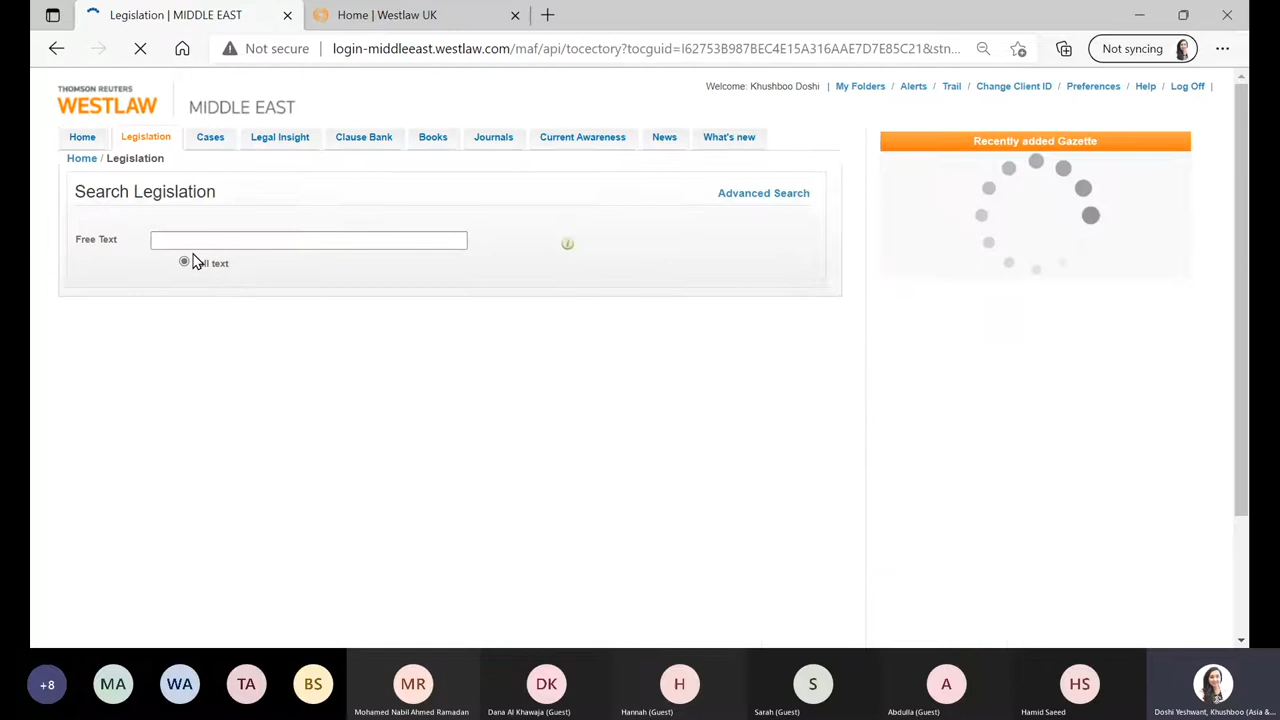 Legislation | MIDDLE EAST
Home | Westlaw UK
Not secure
login-middleeast.westlaw.com/maf/api/tocectory?tocguid=I62753B987BEC4E15A316AAE7D7E85C21&stn...
Not syncing
THOMSON REUTERS
WESTLAW
MIDDLE EAST
Welcome: Khushboo Doshi | My Folders / Alerts / Trail / Change Client ID / Preferences / Help / Log Off |
Home Legislation Cases Legal Insight Clause Bank Books Journals Current Awareness News What's new
Home / Legislation
Recently added Gazette
Search Legislation
Advanced Search
Free Text
text
+8 MA WA TA BS MR DK H S A HS
Mohamed Nabil Ahmed Ramadan
Dana Al Khawaja (Guest)
Hannah (Guest)
Sarah (Guest)
Abdulla (Guest)
Hamid Saeed
Doshi Yeshwant, Khushboo (Asia &...